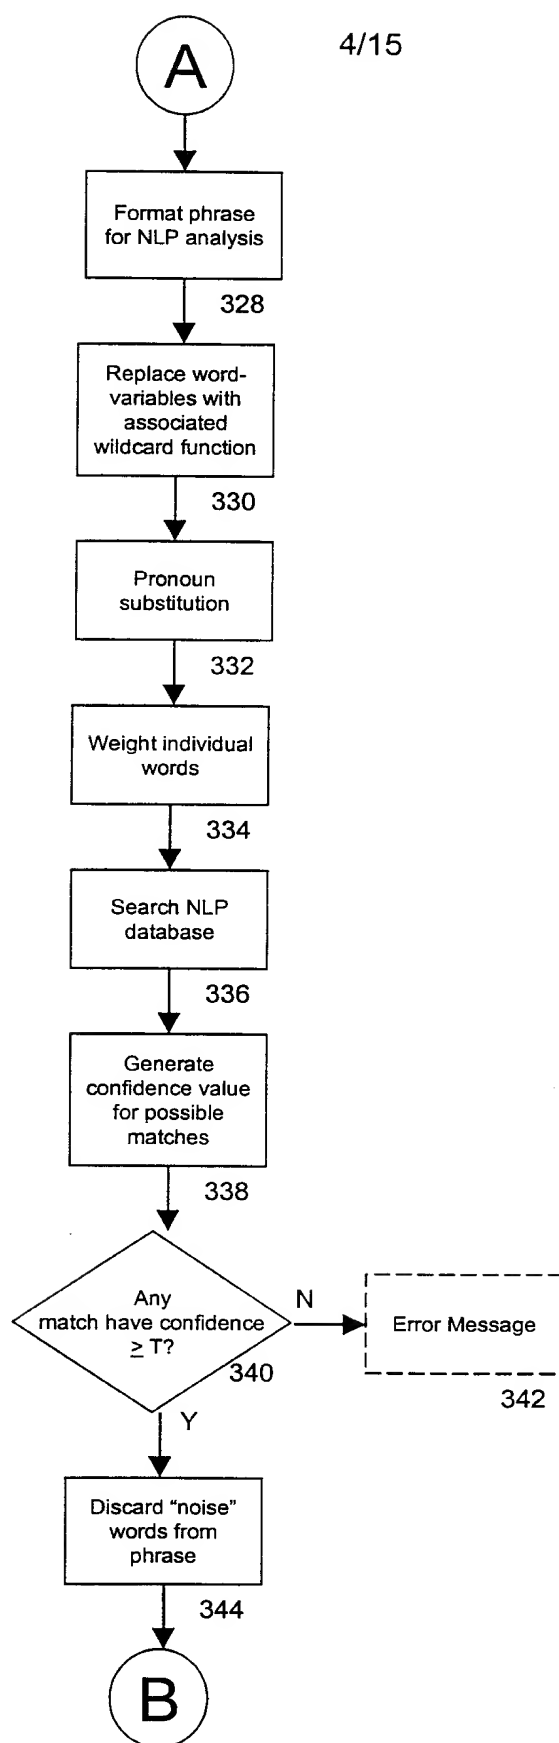 4/15
A
Format phrase
for NLP analysis
328
Replace word-
variables with
associated
wildcard function
330
Pronoun
substitution
332
Weight individual
words
334
Search NLP
database
336
Generate
confidence value
for possible
matches
338
Any
match have confidence
≥ T?
340
N
Error Message
342
Y
Discard “noise”
words from
phrase
344
B